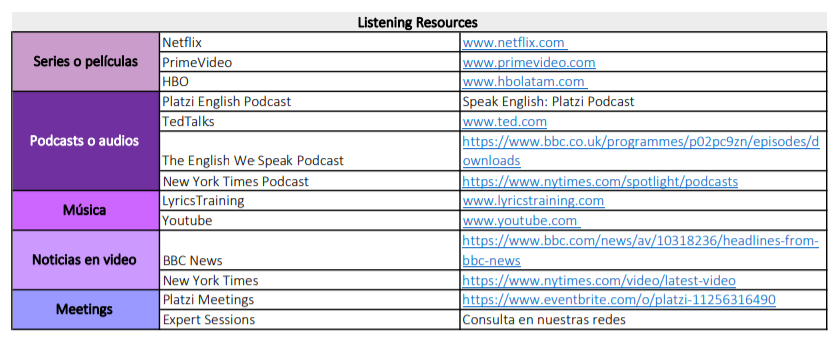 Listening Resources
Series o películas
Netflix www.netflix.com
PrimeVideo www.primevideo.com
HBO www.hbolatam.com
Podcasts o audios
Platzi English Podcast Speak English: Platzi Podcast
TedTalks www.ted.com
The English We Speak Podcast https://www.bbc.co.uk/programmes/p02pc9zn/episodes/d
ownloads
New York Times Podcast https://www.nytimes.com/spotlight/podcasts
Música
LyricsTraining www.lyricstraining.com
Youtube www.youtube.com
Noticias en video
BBC News https://www.bbc.com/news/av/10318236/headlines-from-
bbc-news
New York Times https://www.nytimes.com/video/latest-video
Meetings
Platzi Meetings https://www.eventbrite.com/o/platzi-11256316490
Expert Sessions Consulta en nuestras redes